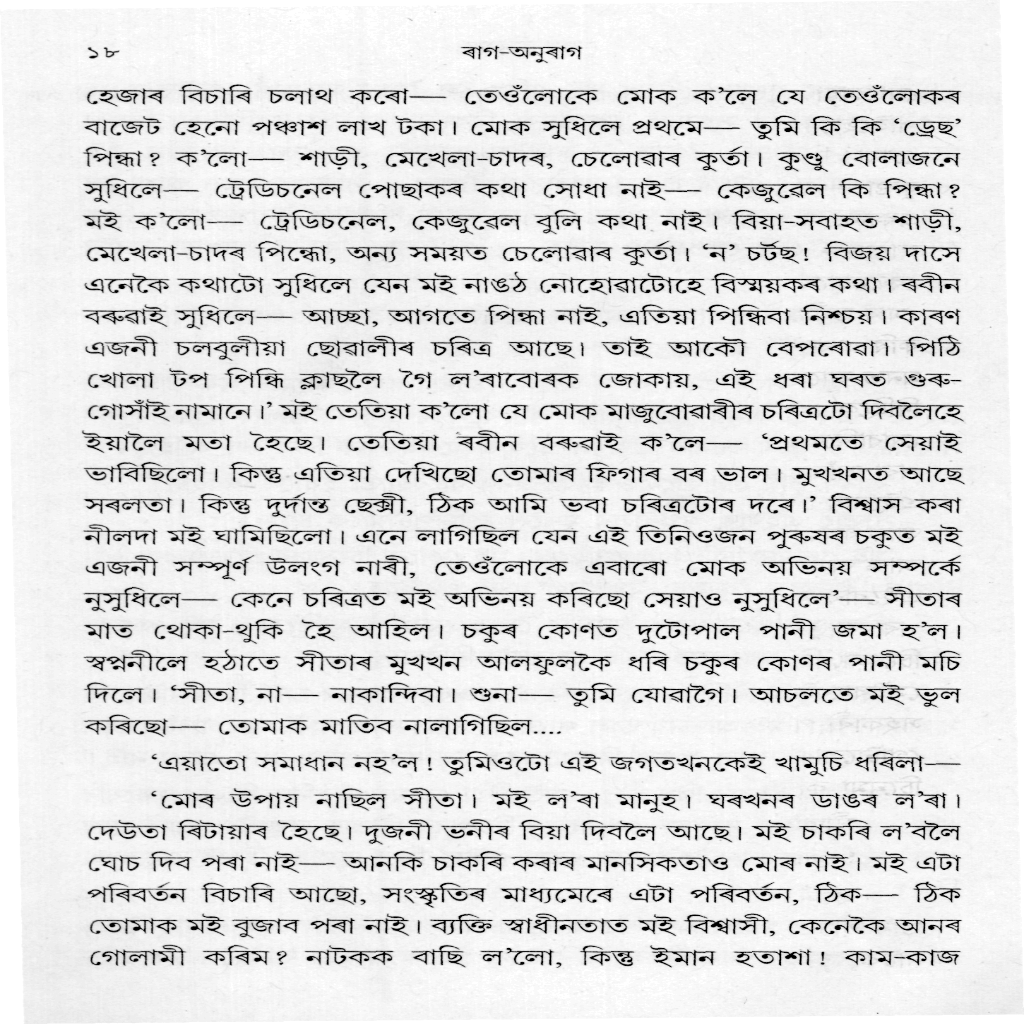 ১৮
ৰাগ-অনুৰাগ
হেজাৰ বিচাৰি চলাথ কৰো— তেওঁলোকে মোক ক’লে যে তেওঁলোকৰ
বাজেট হেনো পঞ্চাশ লাখ টকা। মোক সুধিলে প্ৰথমে— তুমি কি কি ‘ড্ৰেছ’
পিন্ধা? ক’লো— শাড়ী, মেখেলা-চাদৰ, চেলোৱাৰ কুৰ্তা। কুণ্ডু বোলাজনে
সুধিলে— ট্ৰেডিচনেল পোছাকৰ কথা সোধা নাই— কেজুৱেল কি পিন্ধা?
মই ক’লো— ট্ৰেডিচনেল, কেজুৱেল বুলি কথা নাই। বিয়া-সবাহত শাড়ী,
মেখেলা-চাদৰ পিন্ধো, অন্য সময়ত চেলোৱাৰ কুৰ্তা। ‘ন’ চৰ্টছ! বিজয় দাসে
এনেকৈ কথাটো সুধিলে যেন মই নাঙঠ নোহোৱাটোহে বিস্ময়কৰ কথা। ৰবীন
বৰুৱাই সুধিলে— আচ্ছা, আগতে পিন্ধা নাই, এতিয়া পিন্ধিবা নিশ্চয়। কাৰণ
এজনী চলবুলীয়া ছোৱালীৰ চৰিত্ৰ আছে। তাই আকৌ বেপৰোৱা। পিঠি
খোলা টপ পিন্ধি ক্লাছলৈ গৈ ল’ৰাবোৰক জোকায়, এই ধৰা ঘৰত গুৰু-
গোসাঁই নামানে।’ মই তেতিয়া ক’লো যে মোক মাজুবোৱাৰীৰ চৰিত্ৰটো দিবলৈহে
ইয়ালৈ মতা হৈছে। তেতিয়া ৰবীন বৰুৱাই ক’লে— ‘প্ৰথমতে সেয়াই
ভাবিছিলো। কিন্তু এতিয়া দেখিছো তোমাৰ ফিগাৰ বৰ ভাল। মুখখনত আছে
সৰলতা। কিন্তু দুৰ্দান্ত ছেক্সী, ঠিক আমি ভবা চৰিত্ৰটোৰ দৰে।’ বিশ্বাস কৰা
নীলদা মই ঘামিছিলো। এনে লাগিছিল যেন এই তিনিওজন পুৰুষৰ চকুত মই
এজনী সম্পূৰ্ণ উলংগ নাৰী, তেওঁলোকে এবাৰো মোক অভিনয় সম্পৰ্কে
নুসুধিলে— কেনে চৰিত্ৰত মই অভিনয় কৰিছো সেয়াও নুসুধিলে’— সীতাৰ
মাত থোকা-থুকি হৈ আহিল। চকুৰ কোণত দুটোপাল পানী জমা হ’ল।
স্বপ্ননীলে হঠাতে সীতাৰ মুখখন আলফুলকৈ ধৰি চকুৰ কোণৰ পানী মচি
দিলে। ‘সীতা, না— নাকান্দিবা। শুনা— তুমি যোৱাগৈ। আচলতে মই ভুল
কৰিছো— তোমাক মাতিব নালাগিছিল....
‘এয়াতো সমাধান নহ’ল! তুমিওটো এই জগতখনকেই খামুচি ধৰিলা—
‘মোৰ উপায় নাছিল সীতা। মই ল’ৰা মানুহ। ঘৰখনৰ ডাঙৰ ল’ৰা।
দেউতা ৰিটায়াৰ হৈছে। দুজনী ভনীৰ বিয়া দিবলৈ আছে। মই চাকৰি ল’বলৈ
ঘোচ দিব পৰা নাই— আনকি চাকৰি কৰাৰ মানসিকতাও মোৰ নাই। মই এটা
পৰিবৰ্তন বিচাৰি আছো, সংস্কৃতিৰ মাধ্যমেৰে এটা পৰিবৰ্তন, ঠিক— ঠিক
তোমাক মই বুজাব পৰা নাই। ব্যক্তি স্বাধীনতাত মই বিশ্বাসী, কেনেকৈ আনৰ
গোলামী কৰিম? নাটকক বাছি ল’লো, কিন্তু ইমান হতাশা! কাম-কাজ